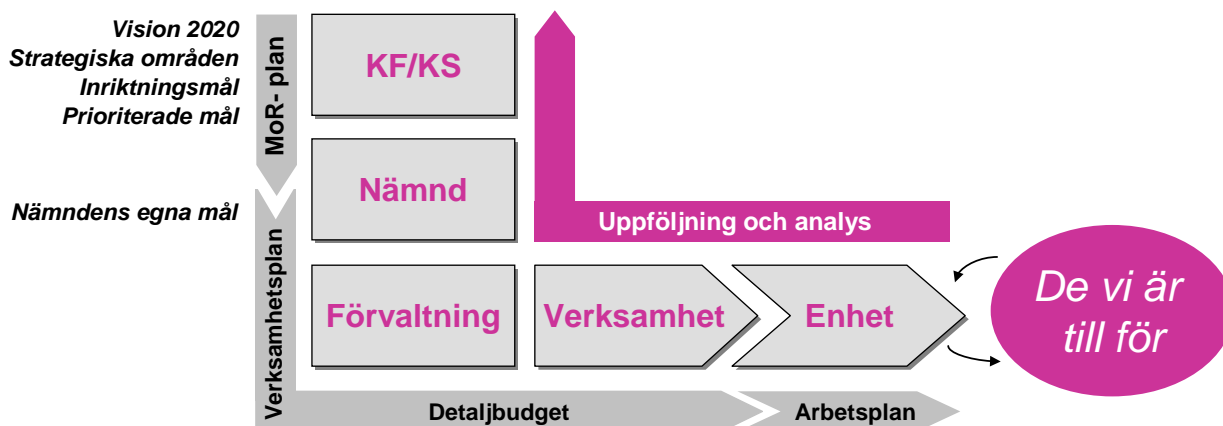 Vision 2020
Strategiska områden
Inriktningsmål
Prioriterade mål
MoR- plan
KF/KS
Nämndens egna mål
Nämnd
Uppföljning och analys
Verksamhetsplan
Förvaltning
Verksamhet
Enhet
De vi är
till för
Detaljbudget
Arbetsplan